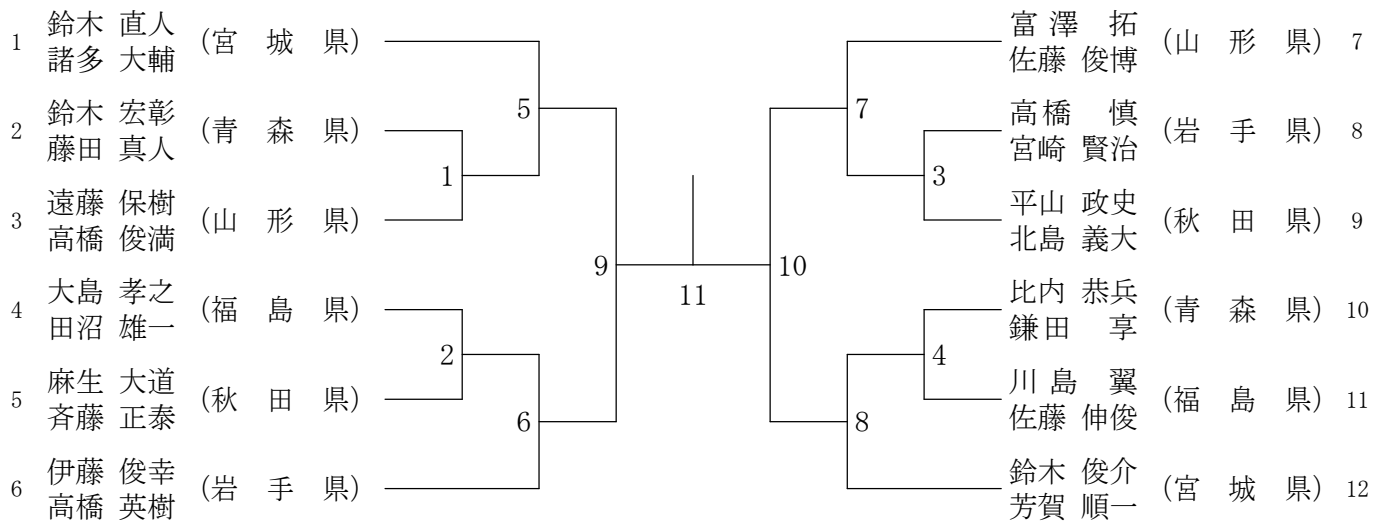 1 鈴木 直人 (宮 城 県)
諸多 大輔
2 鈴木 宏彰 (青 森 県)
藤田 真人
3 遠藤 保樹 (山 形 県)
高橋 俊満
4 大島 孝之 (福 島 県)
田沼 雄一
5 麻生 大道 (秋 田 県)
斉藤 正泰
6 伊藤 俊幸 (岩 手 県)
高橋 英樹
5
1
9
2
6
11
7
3
10
4
8
富澤 拓 (山 形 県) 7
佐藤 俊博
高橋 慎 (岩 手 県) 8
宮崎 賢治
平山 政史 (秋 田 県) 9
北島 義大
比内 恭兵 (青 森 県) 10
鎌田 享
川島 翼 (福 島 県) 11
佐藤 伸俊
鈴木 俊介 (宮 城 県) 12
芳賀 順一